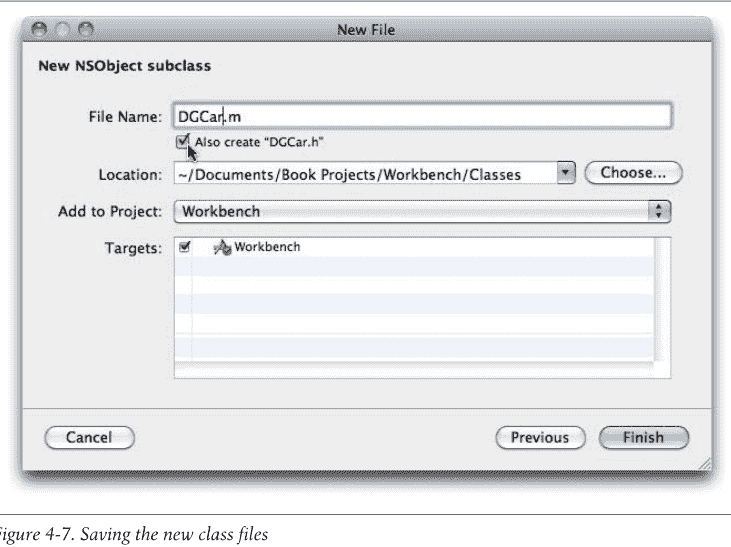 New File
New NSObject subclass
File Name: DGCar.m
Also create "DGCar.h"
Location: ~/Documents/Book Projects/Workbench/Classes Choose...
Add to Project: Workbench
Targets: Workbench
Cancel Previous Finish
igure 4-7. Saving the new class files